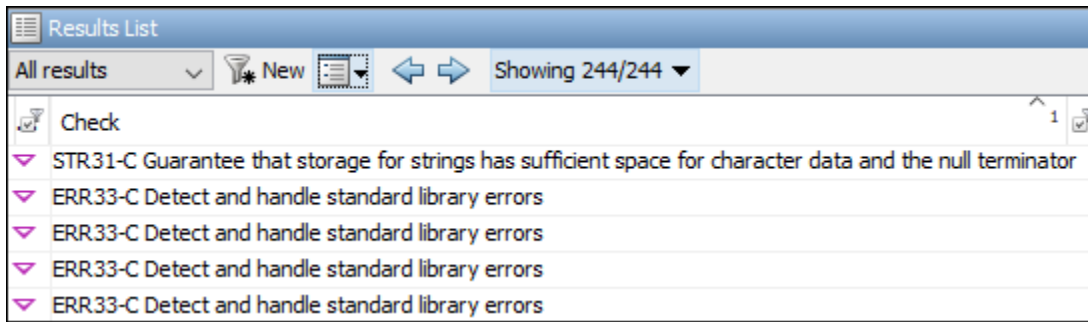 Results List
All results New Showing 244/244
Check 1
STR31-C Guarantee that storage for strings has sufficient space for character data and the null terminator
ERR33-C Detect and handle standard library errors
ERR33-C Detect and handle standard library errors
ERR33-C Detect and handle standard library errors
ERR33-C Detect and handle standard library errors